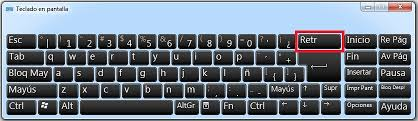 Teclado en pantalla
Esc | ! 1 " 2 · 3 $ 4 % 5 & 6 / 7 ( 8 ) 9 = 0 ? ' ¿ ¡ Retr Inicio Re Pág
Tab q w e r t y u i o p Fin Av Pág
Bloq May a s d f g h j k l ñ Insertar Pausa
Mayús z x c v b n m Mayús ↑ Supr Impr Pant Bloq Despl
Ctrl Alt AltGr Ctrl Fn ← ↓ → Opciones Ayuda